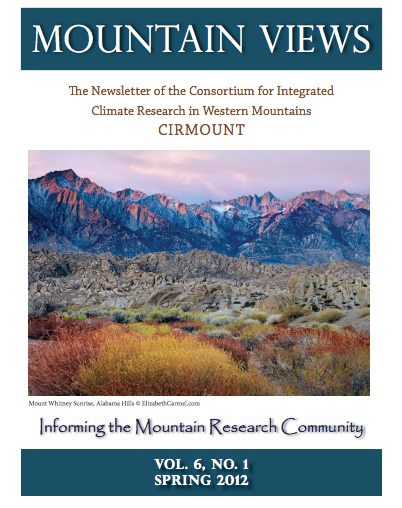 MOUNTAIN VIEWS
The Newsletter of the Consortium for Integrated
Climate Research in Western Mountains
CIRMOUNT
Mount Whitney Sunrise, Alabama Hills © ElizabethCarmel.com
Informing the Mountain Research Community
VOL. 6, NO. 1
SPRING 2012